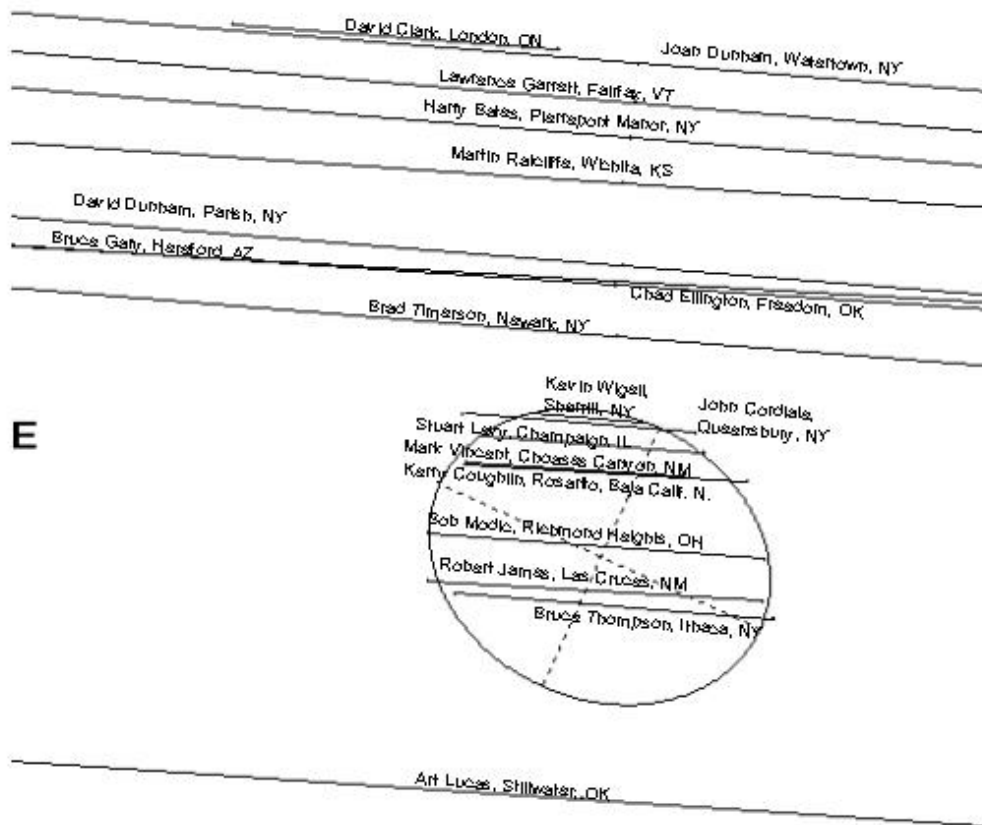 David Clark, London, ON
Joan Dunham, Watertown, NY
Lawrence Garrett, Fairfax, VT
Harry Bates, Pierrepont Manor, NY
Martin Ratcliffe, Wichita, KS
David Dunham, Parish, NY
Bruce Gary, Hereford, AZ
Chad Ellington, Freedom, OK
Brad Timerson, Newark, NY
Kevin Wigell,
Sherrill, NY
John Cordiale,
Queensbury, NY
E
Stuart Levy, Champaign, IL
Mark Vincent, Canyon, NM
Kerry Coughlin, Rosarito, Baja Calif. N.
Bob Modic, Richmond Heights, OH
Robert James, Las Cruces, NM
Bruce Thompson, Ithaca, NY
Art Lucas, Stillwater, OK